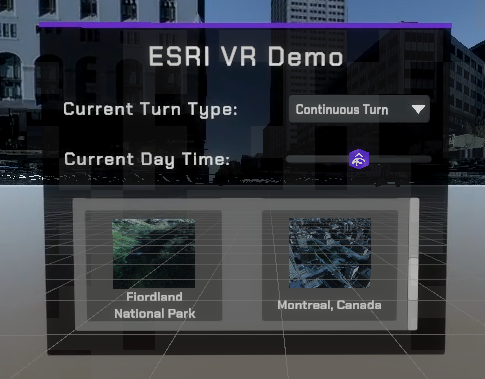 ESRI VR Demo
Current Turn Type:
Continuous Turn
Current Day Time:
Fiordland
National Park
Montreal, Canada